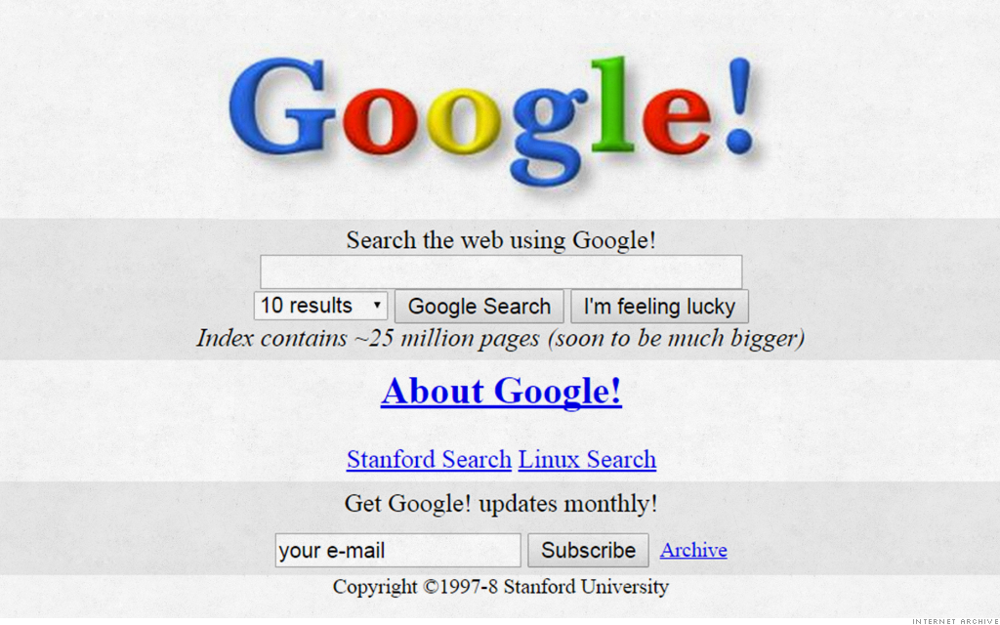 Google!
Search the web using Google!
10 results Google Search I'm feeling lucky
Index contains ~25 million pages (soon to be much bigger)
About Google!
Stanford Search Linux Search
Get Google! updates monthly!
your e-mail Subscribe Archive
Copyright ©1997-8 Stanford University
INTERNET ARCHIVE